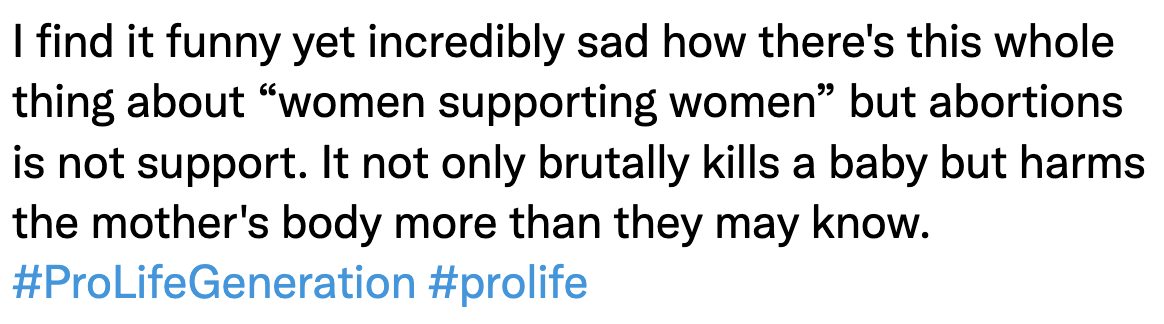 I find it funny yet incredibly sad how there's this whole
thing about “women supporting women” but abortions
is not support. It not only brutally kills a baby but harms
the mother's body more than they may know.
#ProLifeGeneration #prolife